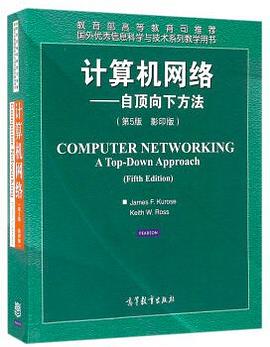 教育部高等教育司推荐
国外优秀信息科学与技术系列教学用书
计算机网络
——自顶向下方法
(第5版 影印版)
COMPUTER NETWORKING
A Top-Down Approach
(Fifth Edition)
James F. Kurose
Keith W. Ross
PEARSON
高等教育出版社
计算机网络